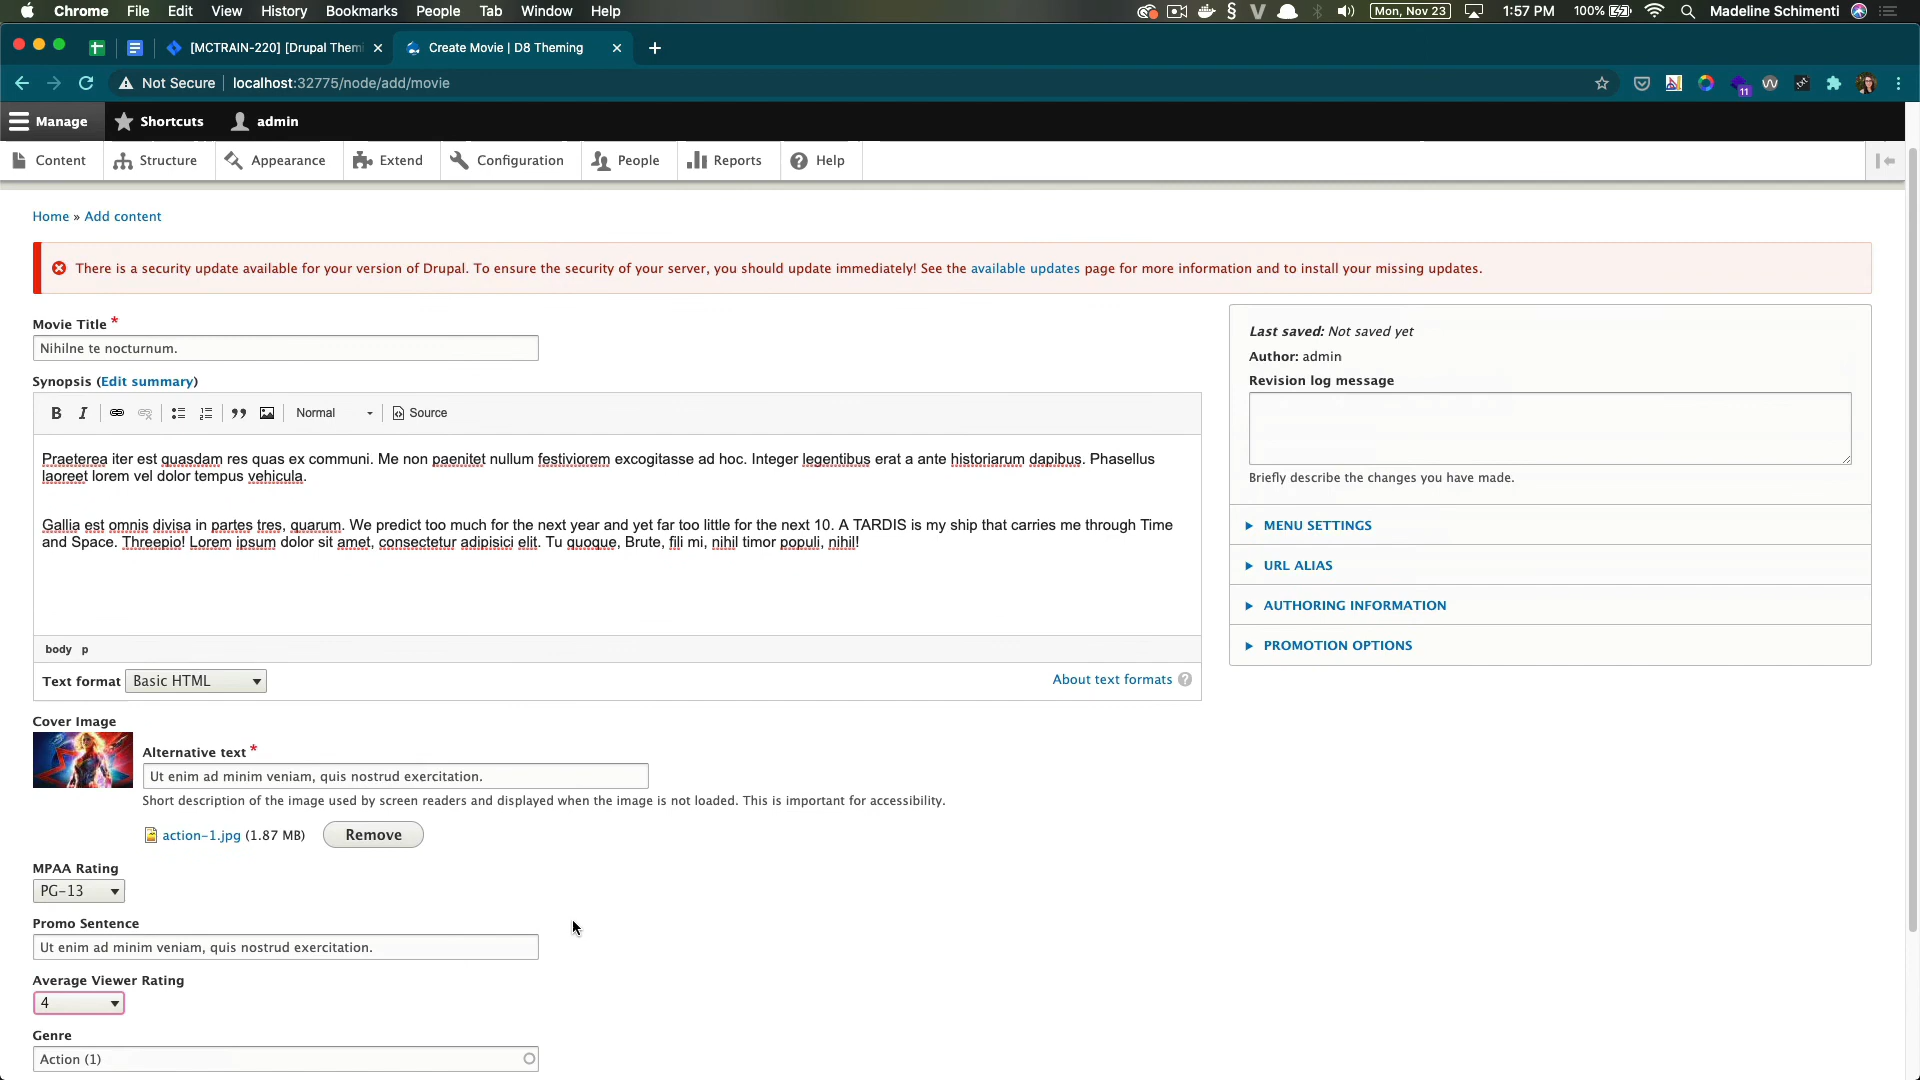 Chrome File Edit View History Bookmarks People Tab Window Help Mon, Nov 23 1:57 PM 100% Madeline Schimenti
[MCTRAIN-220] [Drupal Them Create Movie | D8 Theming
Not Secure localhost:32775/node/add/movie 11
Manage Shortcuts admin
Content Structure Appearance Extend Configuration People Reports Help
Home » Add content
There is a security update available for your version of Drupal. To ensure the security of your server, you should update immediately! See the available updates page for more information and to install your missing updates.
Movie Title *
Nihilne te nocturnum.
Synopsis (Edit summary)
B I Normal Source
Praeterea iter est quasdam res quas ex communi. Me non paenitet nullum festiviorem excogitasse ad hoc. Integer legentibus erat a ante historiarum dapibus. Phasellus
laoreet lorem vel dolor tempus vehicula.
Gallia est omnis divisa in partes tres, quarum. We predict too much for the next year and yet far too little for the next 10. A TARDIS is my ship that carries me through Time
and Space. Threepio! Lorem ipsum dolor sit amet, consectetur adipisici elit. Tu quoque, Brute, fili mi, nihil timor populi, nihil!
body p
Text format Basic HTML About text formats ?
Cover Image
Alternative text *
Ut enim ad minim veniam, quis nostrud exercitation.
Short description of the image used by screen readers and displayed when the image is not loaded. This is important for accessibility.
action-1.jpg (1.87 MB) Remove
MPAA Rating
PG-13
Promo Sentence
Ut enim ad minim veniam, quis nostrud exercitation.
Average Viewer Rating
4
Genre
Action (1)
Last saved: Not saved yet
Author: admin
Revision log message
Briefly describe the changes you have made.
MENU SETTINGS
URL ALIAS
AUTHORING INFORMATION
PROMOTION OPTIONS